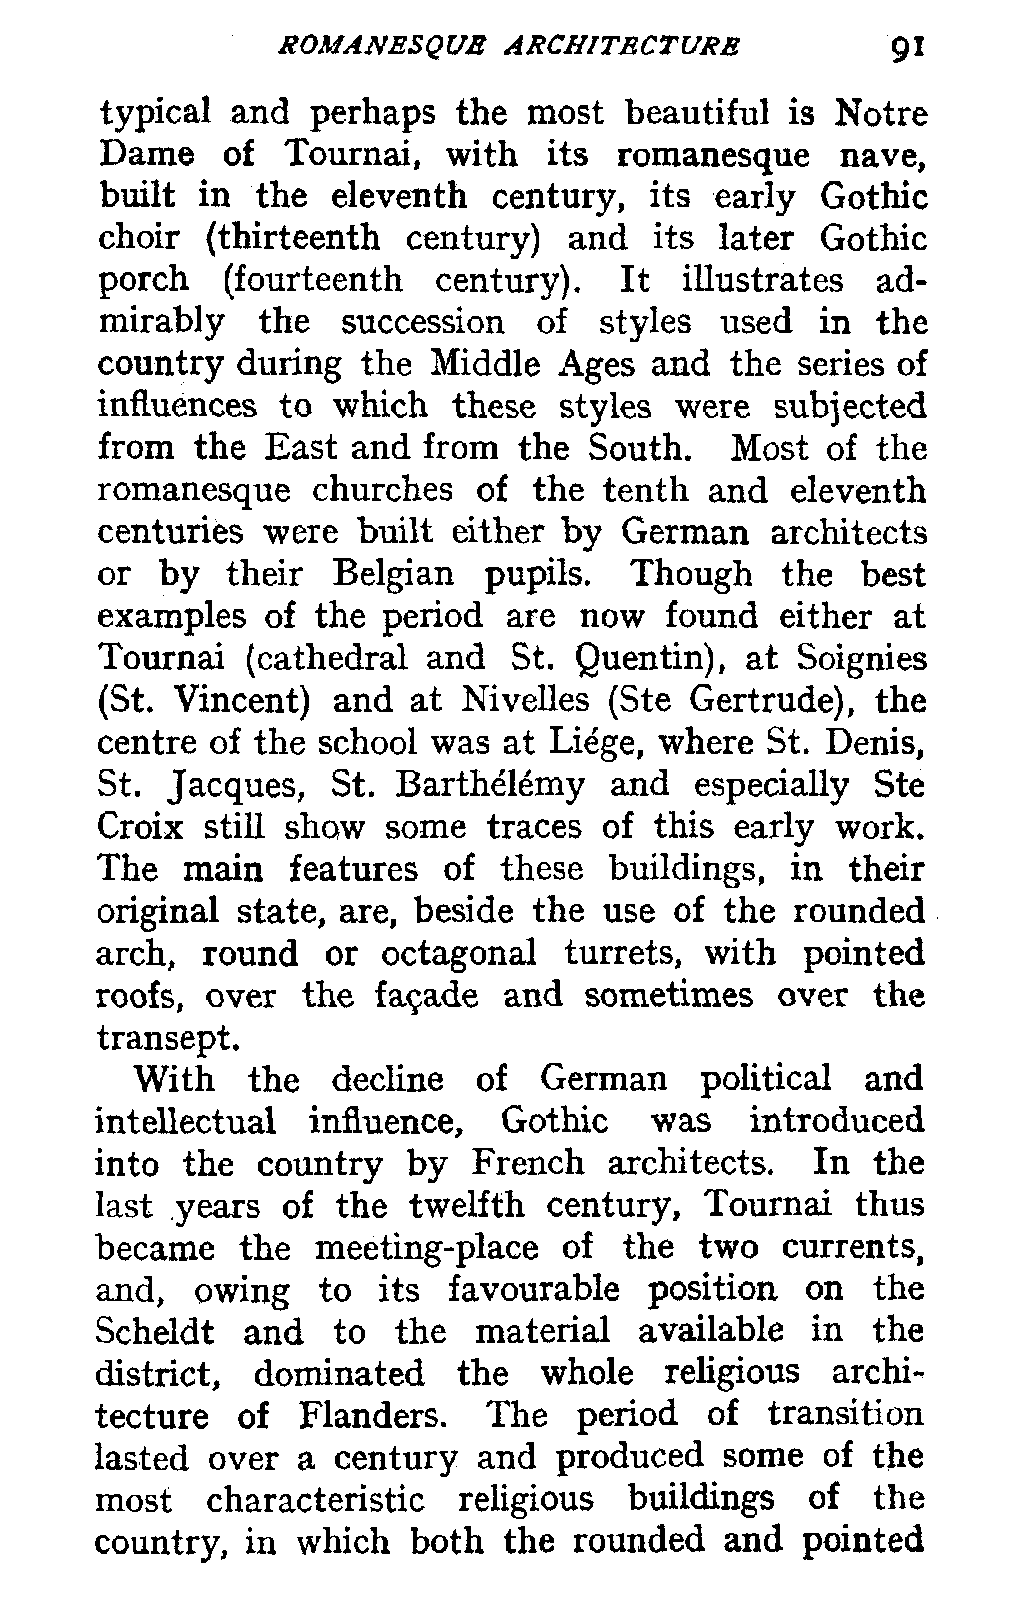 ROMANESQUE ARCHITECTURE 91
typical and perhaps the most beautiful is Notre
Dame of Tournai, with its romanesque nave,
built in the eleventh century, its early Gothic
choir (thirteenth century) and its later Gothic
porch (fourteenth century). It illustrates ad-
mirably the succession of styles used in the
country during the Middle Ages and the series of
influences to which these styles were subjected
from the East and from the South. Most of the
romanesque churches of the tenth and eleventh
centuries were built either by German architects
or by their Belgian pupils. Though the best
examples of the period are now found either at
Tournai (cathedral and St. Quentin), at Soignies
(St. Vincent) and at Nivelles (Ste Gertrude), the
centre of the school was at Liége, where St. Denis,
St. Jacques, St. Barthélémy and especially Ste
Croix still show some traces of this early work.
The main features of these buildings, in their
original state, are, beside the use of the rounded
arch, round or octagonal turrets, with pointed
roofs, over the façade and sometimes over the
transept.
With the decline of German political and
intellectual influence, Gothic was introduced
into the country by French architects. In the
last years of the twelfth century, Tournai thus
became the meeting-place of the two currents,
and, owing to its favourable position on the
Scheldt and to the material available in the
district, dominated the whole religious archi-
tecture of Flanders. The period of transition
lasted over a century and produced some of the
most characteristic religious buildings of the
country, in which both the rounded and pointed